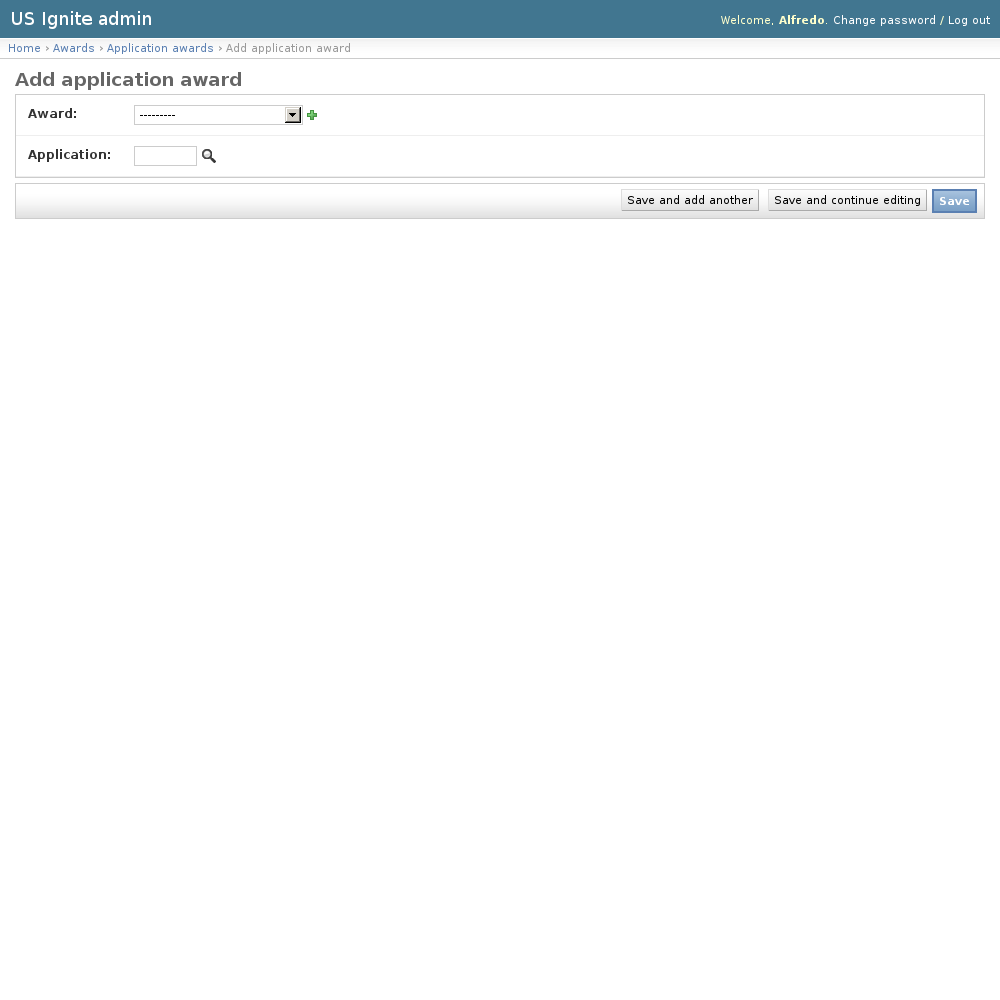 US Ignite admin
Welcome, Alfredo. Change password / Log out
Home › Awards › Application awards › Add application award
Add application award
Award: ---------
Application:
Save and add another Save and continue editing Save